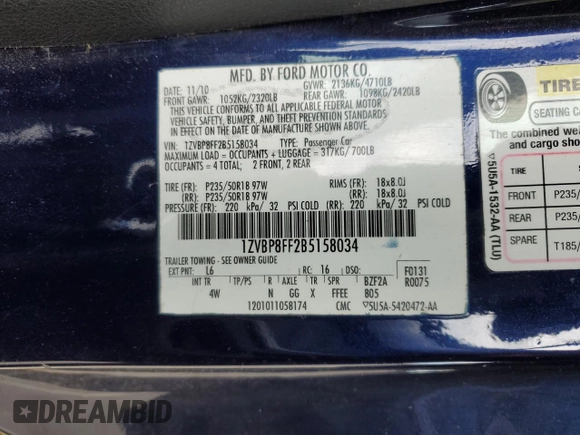 MFD. BY FORD MOTOR CO.
11/10 GVWR: 2136KG/4710LB
FRONT GAWR: 1052KG/2320LB REAR GAWR: 1098KG/2420LB
THIS VEHICLE CONFORMS TO ALL APPLICABLE FEDERAL MOTOR
VEHICLE SAFETY, BUMPER, AND THEFT PREVENTION STANDARDS
IN EFFECT ON THE DATE OF MANUFACTURE SHOWN ABOVE.
VIN: 1ZVBP8FF2B5158034 TYPE: Passenger Car
MAXIMUM LOAD = OCCUPANTS + LUGGAGE = 317KG/700LB
OCCUPANTS = 4 TOTAL; 2 FRONT, 2 REAR
TIRE (FR): P235/50R18 97W RIMS (FR): 18x8.0J
(RR): P235/50R18 97W (RR): 18x8.0J
PRESSURE (FR): 220 kPa/ 32 PSI COLD (RR): 220 kPa/ 32 PSI COLD
1ZVBP8FF2B5158034
TRAILER TOWING - SEE OWNER GUIDE
EXT PNT: L6 RC: 16 DSO: F0131
INT TR TP/PS R AXLE TR SPR BZF2A R0075
4W N GG X FFEE 805
1201011058174 CMC 5U5A-5420472-AA
5U5A-1532-AA (TLU)
TIRE
SEATING CA
The combined we
and cargo shou
TIRE
FRONT P235/
REAR P235/
SPARE T185/
DREAMBID